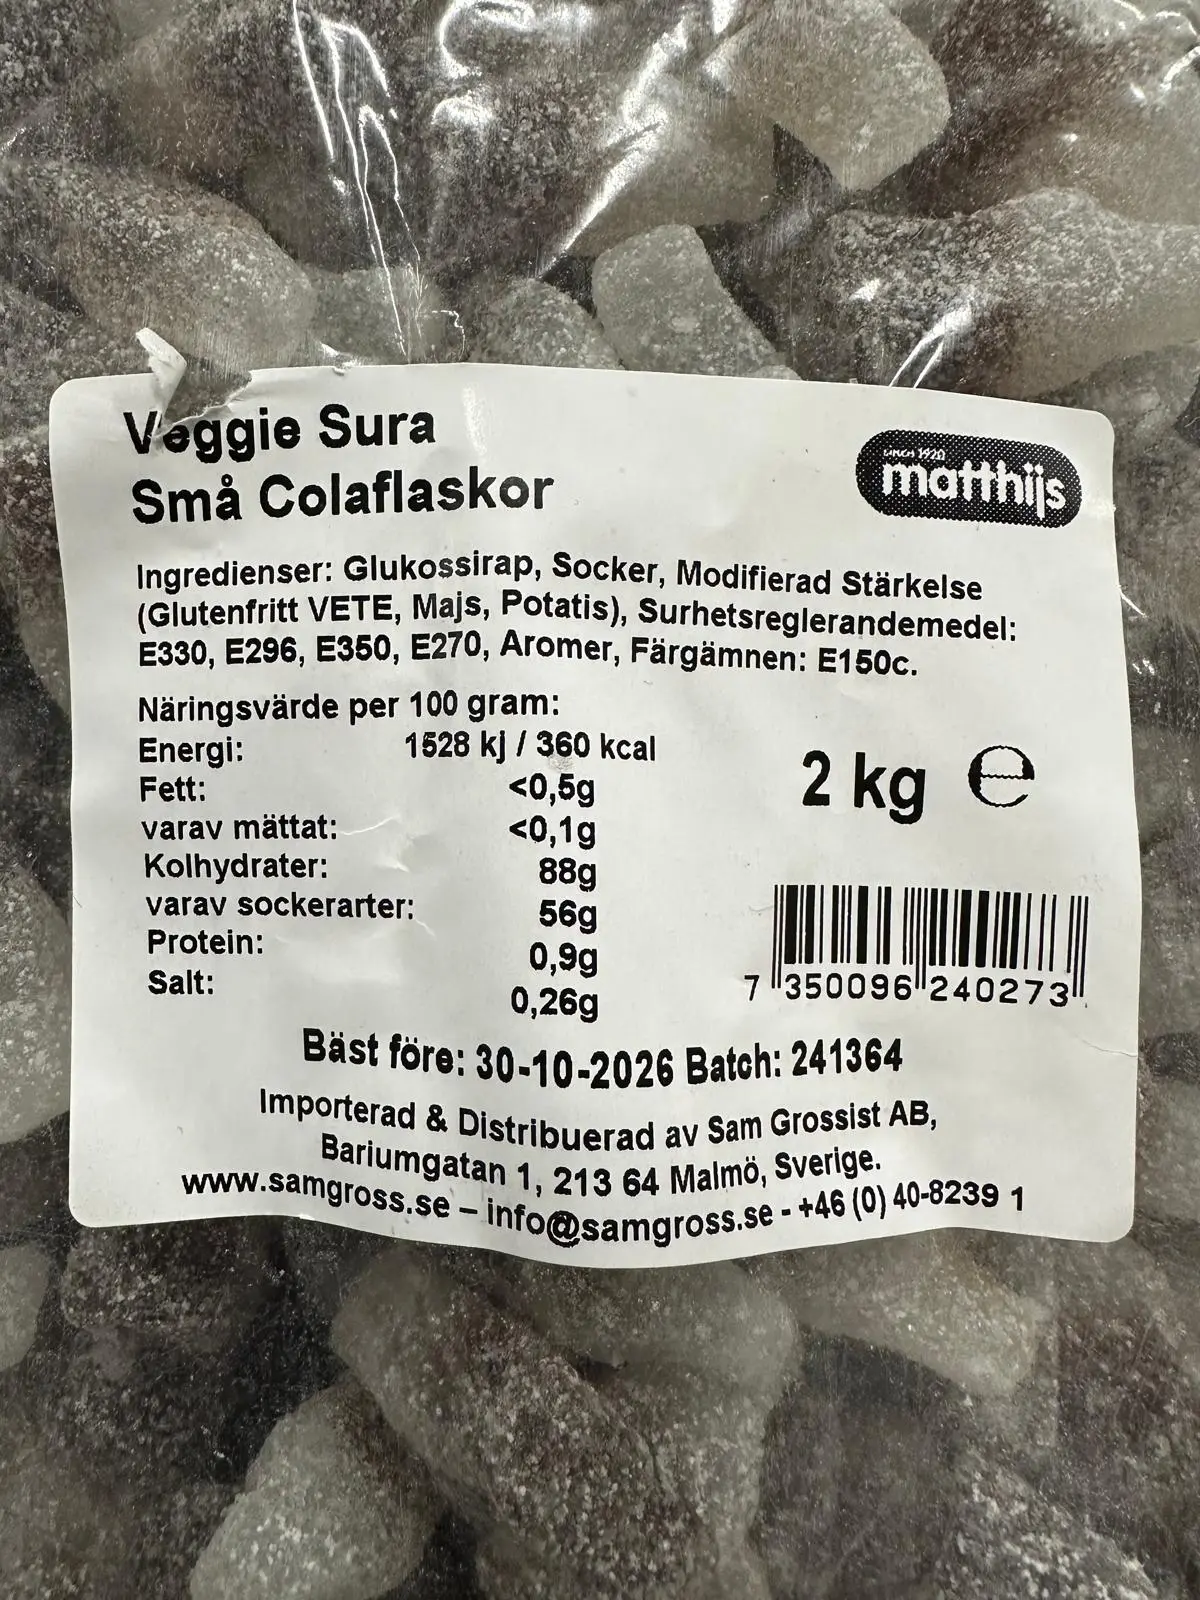 Veggie Sura
Små Colaflaskor
SINCE 1920
matthijs
Ingredienser: Glukossirap, Socker, Modifierad Stärkelse
(Glutenfritt VETE, Majs, Potatis), Surhetsreglerandemedel:
E330, E296, E350, E270, Aromer, Färgämnen: E150c.
Näringsvärde per 100 gram:
Energi: 1528 kj / 360 kcal
Fett: <0,5g
varav mättat: <0,1g
Kolhydrater: 88g
varav sockerarter: 56g
Protein: 0,9g
Salt: 0,26g
2 kg ℮
7 350096 240273
Bäst före: 30-10-2026 Batch: 241364
Importerad & Distribuerad av Sam Grossist AB,
Bariumgatan 1, 213 64 Malmö, Sverige.
www.samgross.se – info@samgross.se - +46 (0) 40-8239 1